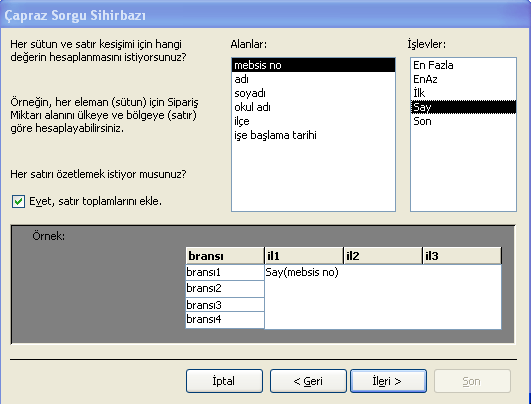 Çapraz Sorgu Sihirbazı
Her sütun ve satır kesişimi için hangi
değerin hesaplanmasını istiyorsunuz?
Örneğin, her eleman (sütun) için Sipariş
Miktarı alanını ülkeye ve bölgeye (satır)
göre hesaplayabilirsiniz.
Her satırı özetlemek istiyor musunuz?
Evet, satır toplamlarını ekle.
Alanlar:
mebsis no
adı
soyadı
okul adı
ilçe
işe başlama tarihi
İşlevler:
En Fazla
EnAz
İlk
Say
Son
Örnek:
bransı il1 il2 il3
bransı1 Say(mebsis no)
bransı2
bransı3
bransı4
İptal < Geri İleri > Son